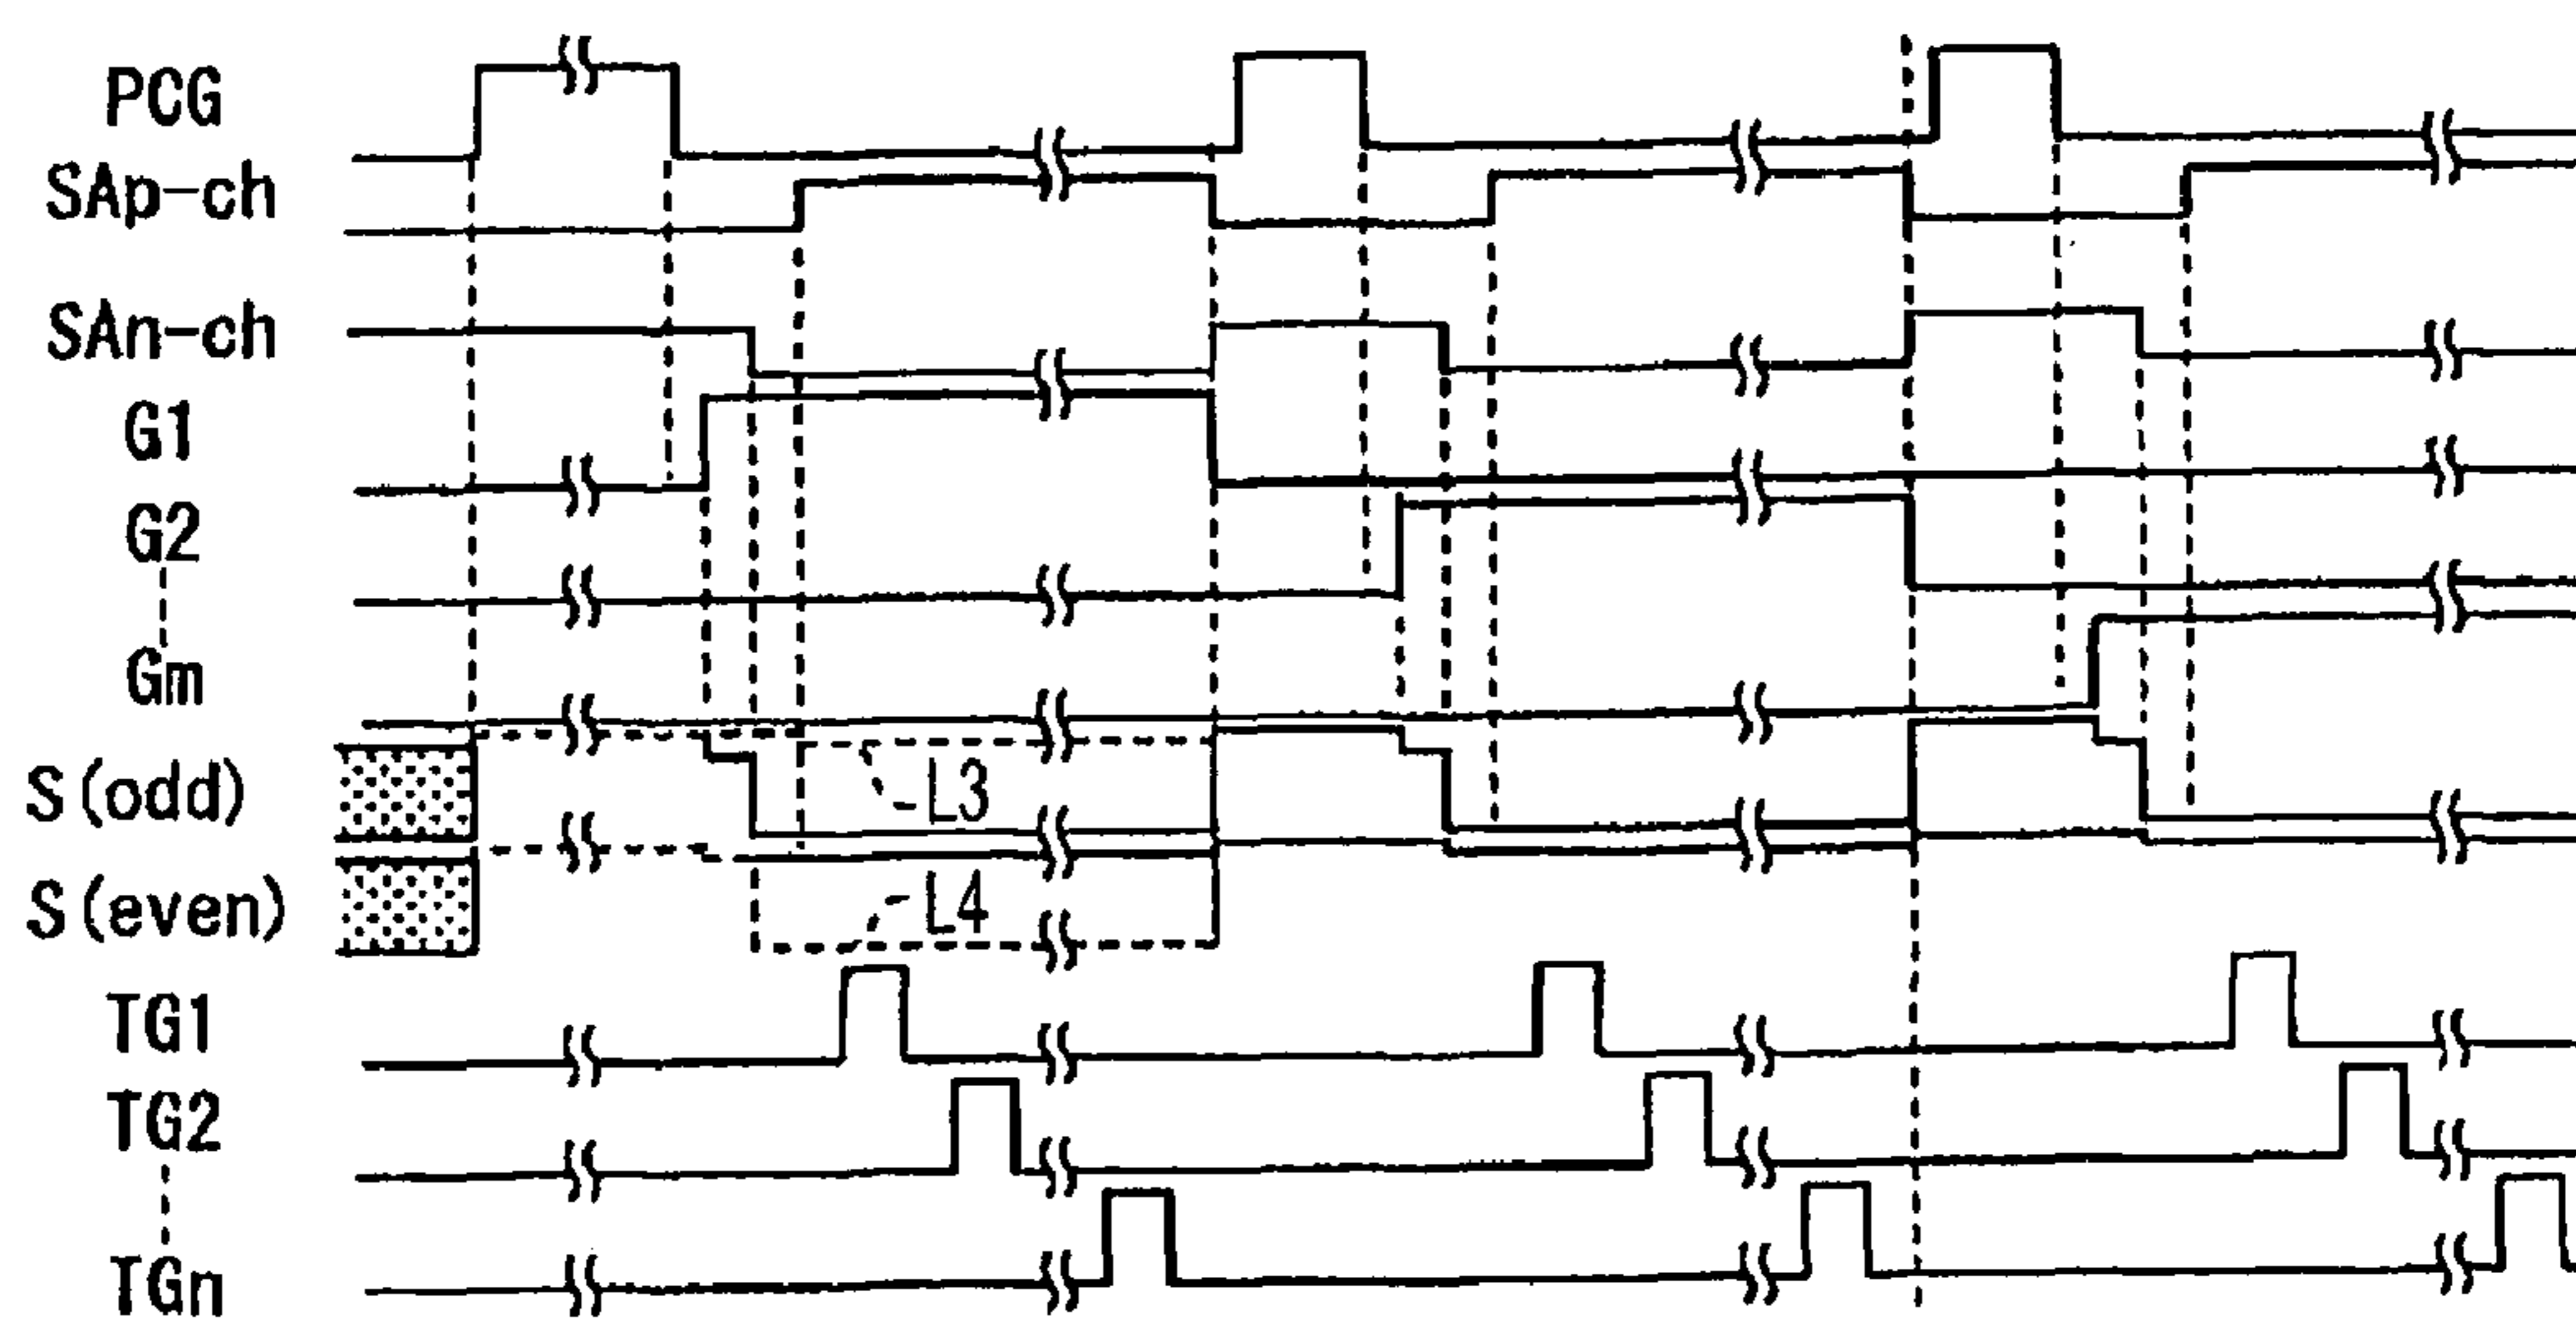 PCG
SAp-ch
SAn-ch
G1
G2
Gm
S(odd)
L3
S(even)
L4
TG1
TG2
TGn